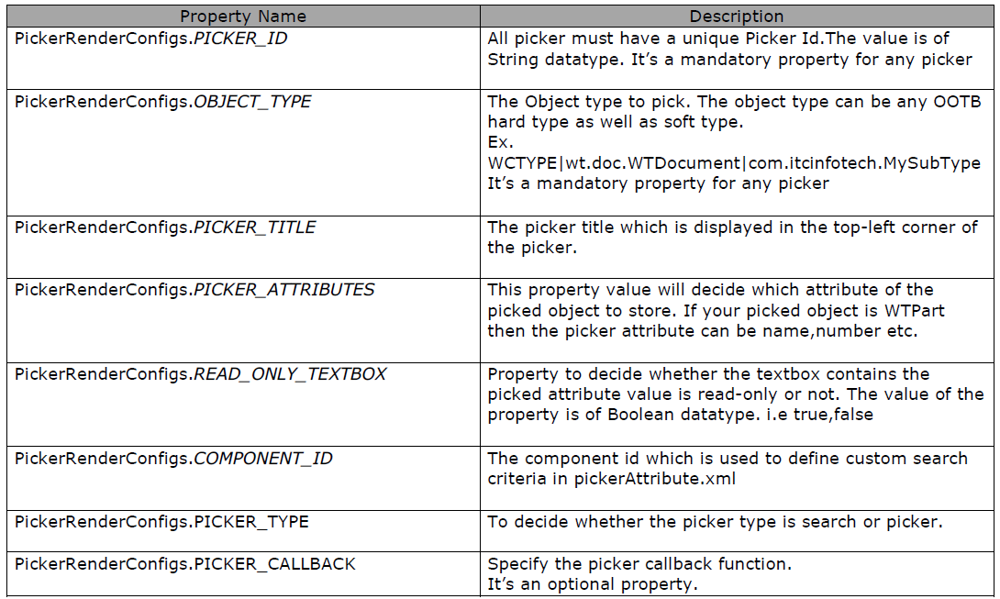 Property Name
Description
PickerRenderConfigs.PICKER_ID
All picker must have a unique Picker Id.The value is of
String datatype. It’s a mandatory property for any picker
PickerRenderConfigs.OBJECT_TYPE
The Object type to pick. The object type can be any OOTB
hard type as well as soft type.
Ex.
WCTYPE|wt.doc.WTDocument|com.itcinfotech.MySubType
It’s a mandatory property for any picker
PickerRenderConfigs.PICKER_TITLE
The picker title which is displayed in the top-left corner of
the picker.
PickerRenderConfigs.PICKER_ATTRIBUTES
This property value will decide which attribute of the
picked object to store. If your picked object is WTPart
then the picker attribute can be name,number etc.
PickerRenderConfigs.READ_ONLY_TEXTBOX
Property to decide whether the textbox contains the
picked attribute value is read-only or not. The value of the
property is of Boolean datatype. i.e true,false
PickerRenderConfigs.COMPONENT_ID
The component id which is used to define custom search
criteria in pickerAttribute.xml
PickerRenderConfigs.PICKER_TYPE
To decide whether the picker type is search or picker.
PickerRenderConfigs.PICKER_CALLBACK
Specify the picker callback function.
It’s an optional property.